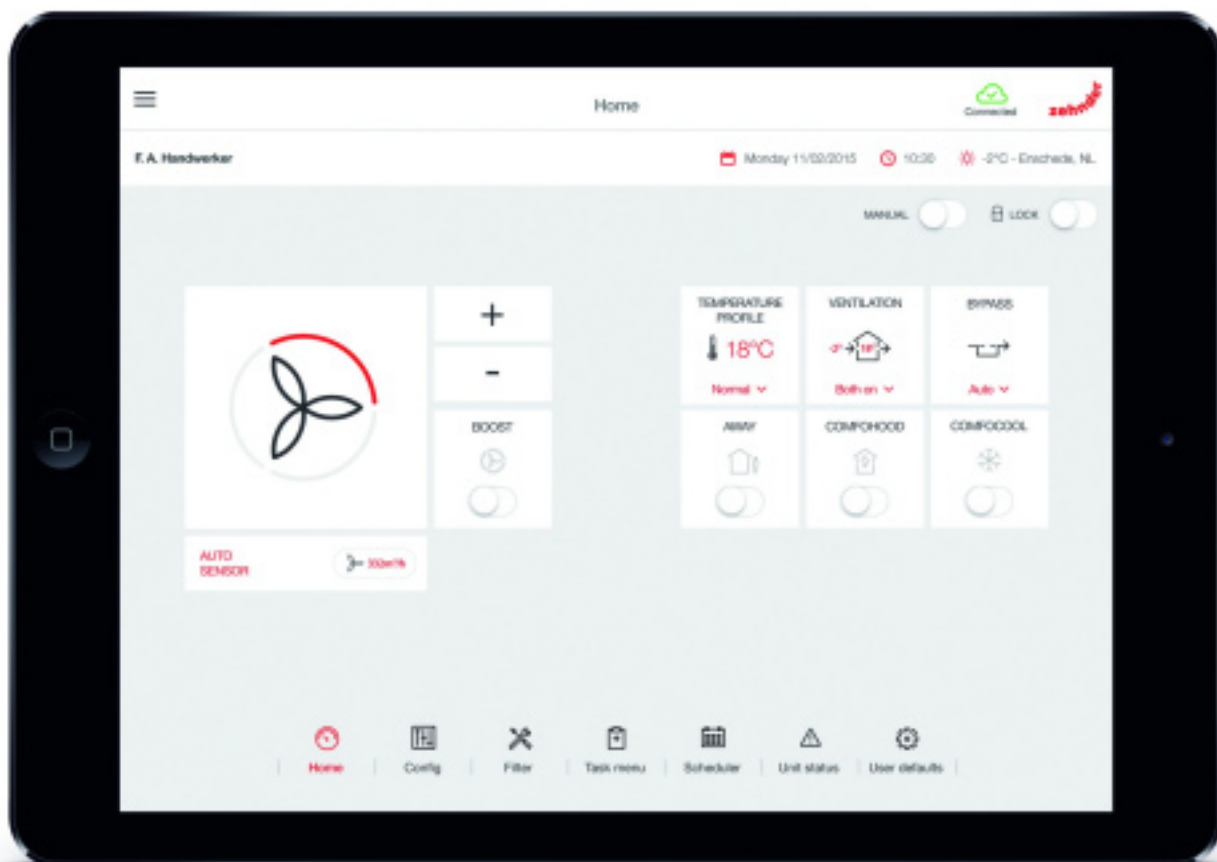 Home
Connected
zehnder
F. A. Handwerker
Monday 11/02/2015
10:30
-2°C - Enschede, NL
MANUAL
LOCK
+
-
BOOST
TEMPERATURE
PROFILE
18°C
Normal
VENTILATION
-2°
18°
Both on
BYPASS
Auto
AWAY
COMFOHOOD
COMFOCOOL
AUTO
SENSOR
Home
Config
Filter
Task menu
Scheduler
Unit status
User defaults